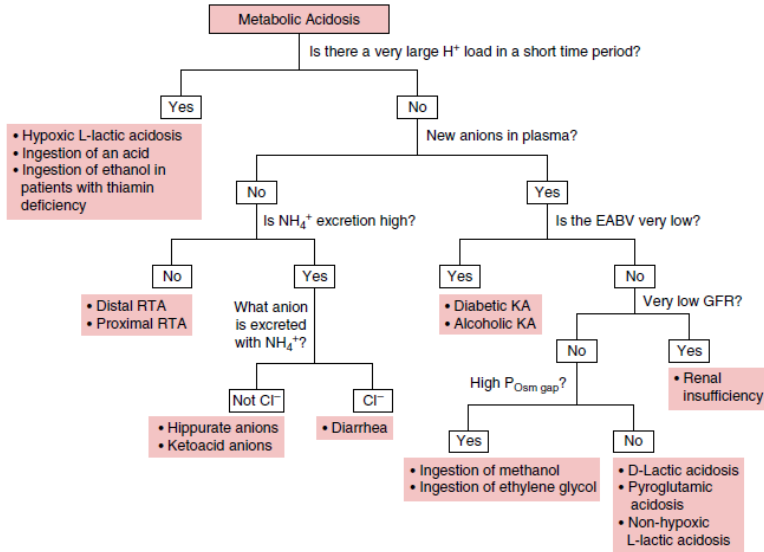 Metabolic Acidosis
Is there a very large H⁺ load in a short time period?
Yes
No
• Hypoxic L-lactic acidosis
• Ingestion of an acid
• Ingestion of ethanol in
patients with thiamin
deficiency
New anions in plasma?
No
Yes
Is NH₄⁺ excretion high?
Is the EABV very low?
No
Yes
Yes
No
• Distal RTA
• Proximal RTA
What anion
is excreted
with NH₄⁺?
• Diabetic KA
• Alcoholic KA
Very low GFR?
No
Yes
• Renal
insufficiency
High P_Osm gap?
Not Cl⁻
Cl⁻
• Hippurate anions
• Ketoacid anions
• Diarrhea
Yes
No
• Ingestion of methanol
• Ingestion of ethylene glycol
• D-Lactic acidosis
• Pyroglutamic
acidosis
• Non-hypoxic
L-lactic acidosis